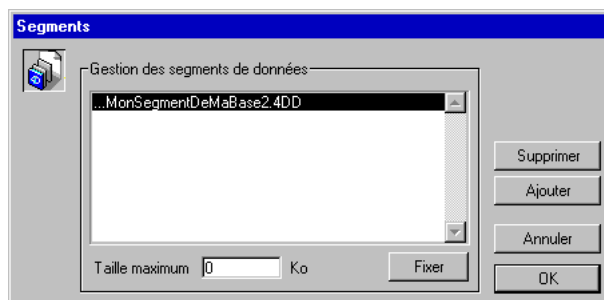 Segments
Gestion des segments de données
...MonSegmentDeMaBase2.4DD
Supprimer
Ajouter
Annuler
Taille maximum 0 Ko Fixer
OK